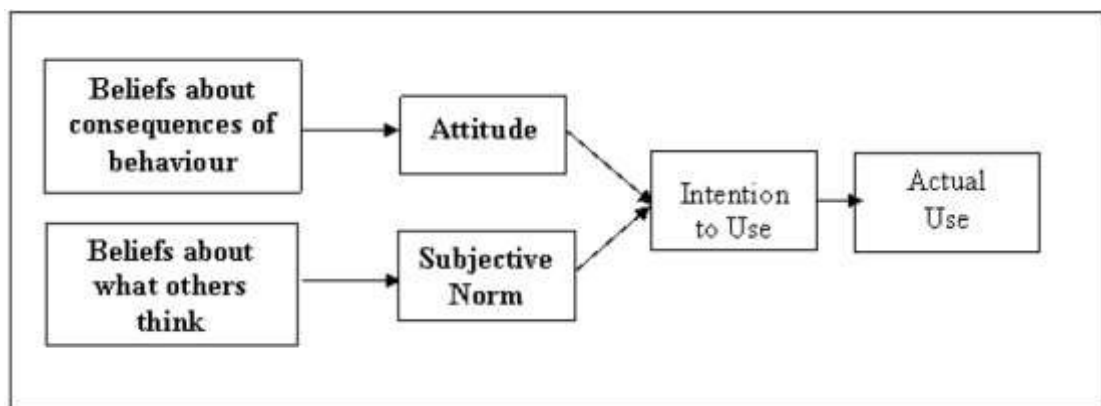 Beliefs about
consequences of
behaviour
Attitude
Intention
to Use
Actual
Use
Beliefs about
what others
think
Subjective
Norm